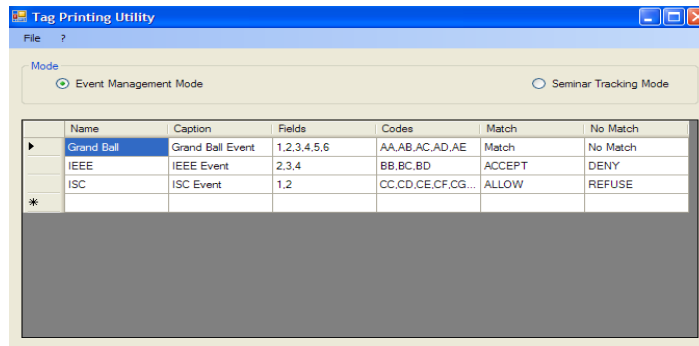 Tag Printing Utility
File ?
Mode
Event Management Mode Seminar Tracking Mode
Name Caption Fields Codes Match No Match
Grand Ball Grand Ball Event 1,2,3,4,5,6 AA,AB,AC,AD,AE Match No Match
IEEE IEEE Event 2,3,4 BB,BC,BD ACCEPT DENY
ISC ISC Event 1,2 CC,CD,CE,CF,CG... ALLOW REFUSE